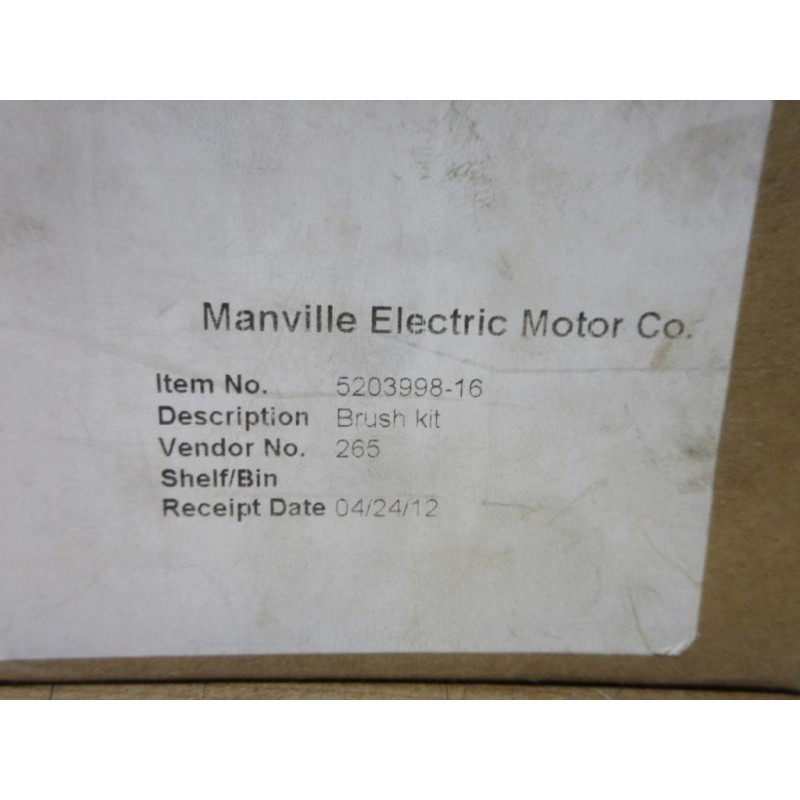 Manville Electric Motor Co.
Item No. 5203998-16
Description Brush kit
Vendor No. 265
Shelf/Bin
Receipt Date 04/24/12